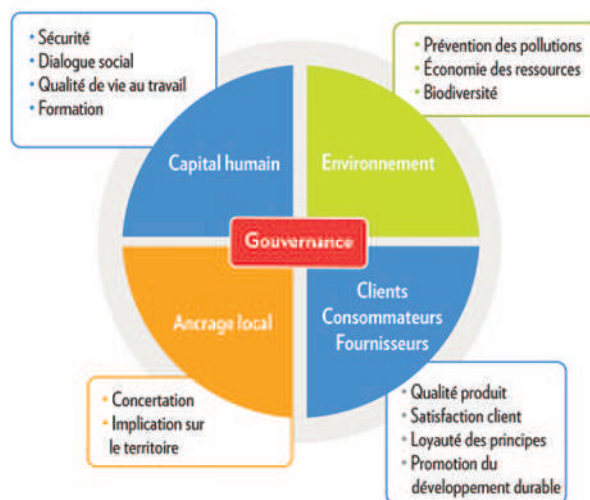 • Sécurité
• Dialogue social
• Qualité de vie au travail
• Formation
• Prévention des pollutions
• Économie des ressources
• Biodiversité
Capital humain
Environnement
Gouvernance
Ancrage local
Clients
Consommateurs
Fournisseurs
• Concertation
• Implication sur
le territoire
• Qualité produit
• Satisfaction client
• Loyauté des principes
• Promotion du
développement durable